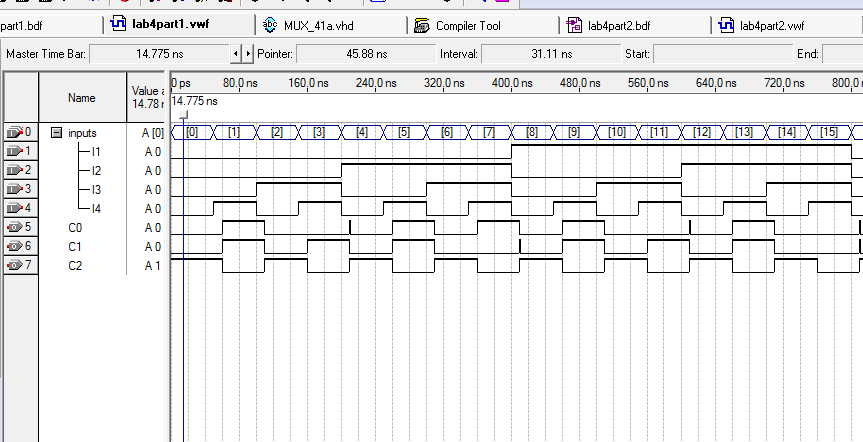 part1.bdf lab4part1.vwf MUX_41a.vhd Compiler Tool lab4part2.bdf lab4part2.vwf
Master Time Bar: 14.775 ns Pointer: 45.88 ns Interval: 31.11 ns Start: End:
Name
Value a
14.78 r
0 ps 80.0 ns 160.0 ns 240.0 ns 320.0 ns 400.0 ns 480.0 ns 560.0 ns 640.0 ns 720.0 ns 800.0 n
14.775 ns
0 inputs A [0] [0] [1] [2] [3] [4] [5] [6] [7] [8] [9] [10] [11] [12] [13] [14] [15]
1 I1 A 0
2 I2 A 0
3 I3 A 0
4 I4 A 0
5 C0 A 0
6 C1 A 0
7 C2 A 1